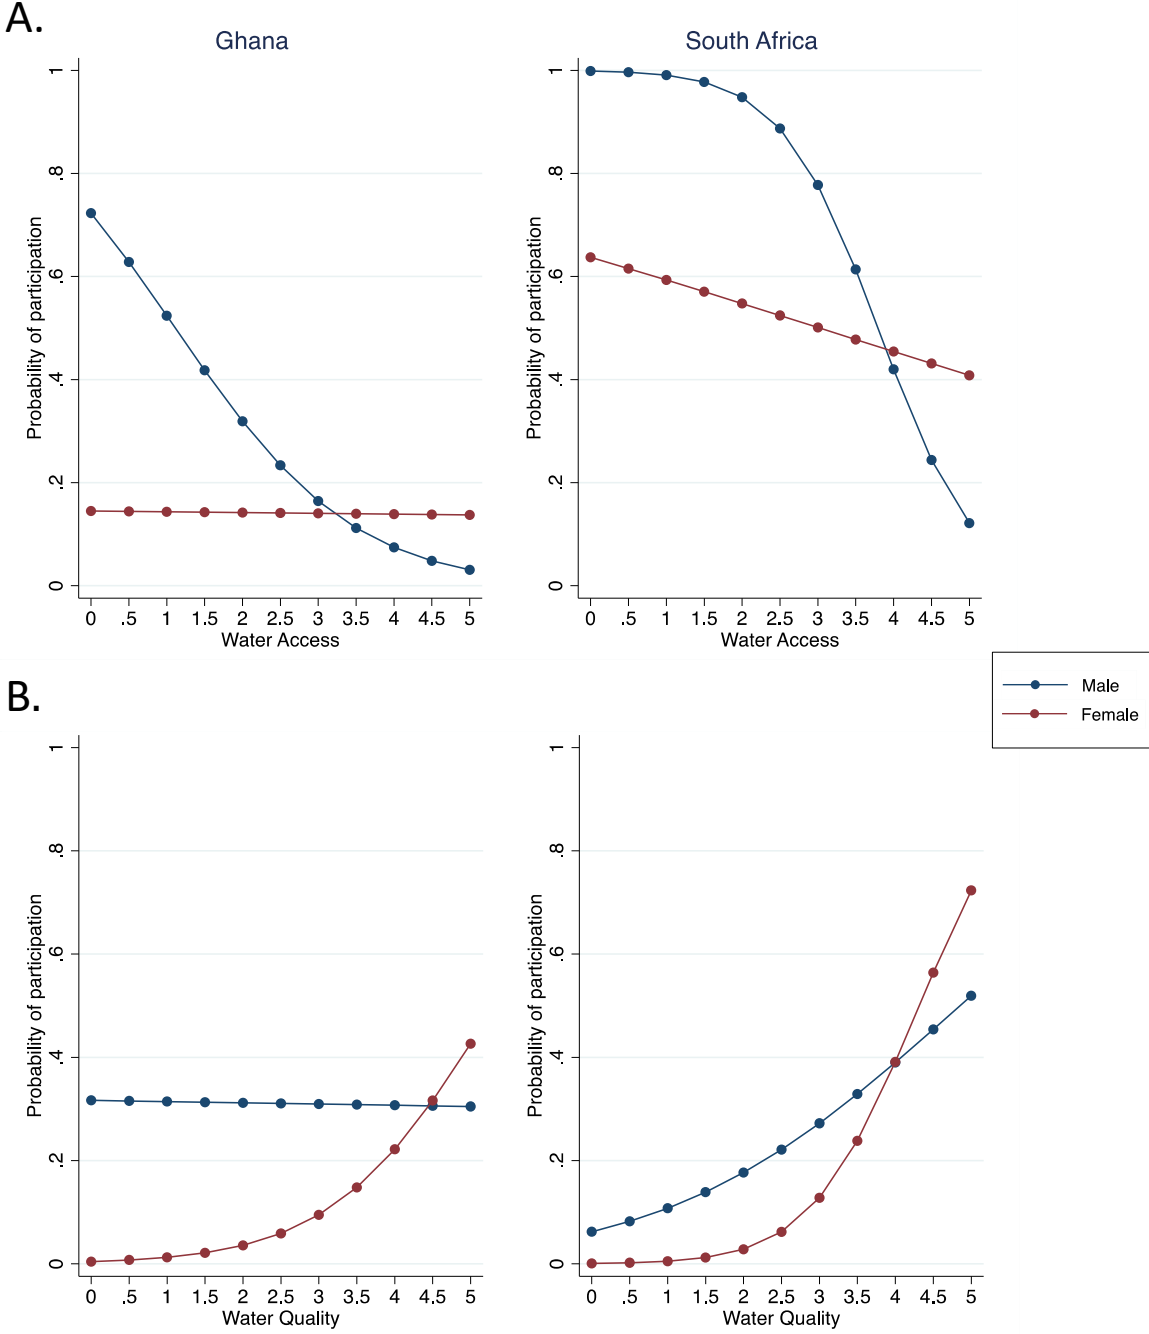 A.
Ghana
South Africa
Probability of participation
0 .2 .4 .6 .8 1
0 .5 1 1.5 2 2.5 3 3.5 4 4.5 5
Water Access
Probability of participation
0 .2 .4 .6 .8 1
0 .5 1 1.5 2 2.5 3 3.5 4 4.5 5
Water Access
Male
Female
B.
Probability of participation
0 .2 .4 .6 .8 1
0 .5 1 1.5 2 2.5 3 3.5 4 4.5 5
Water Quality
Probability of participation
0 .2 .4 .6 .8 1
0 .5 1 1.5 2 2.5 3 3.5 4 4.5 5
Water Quality